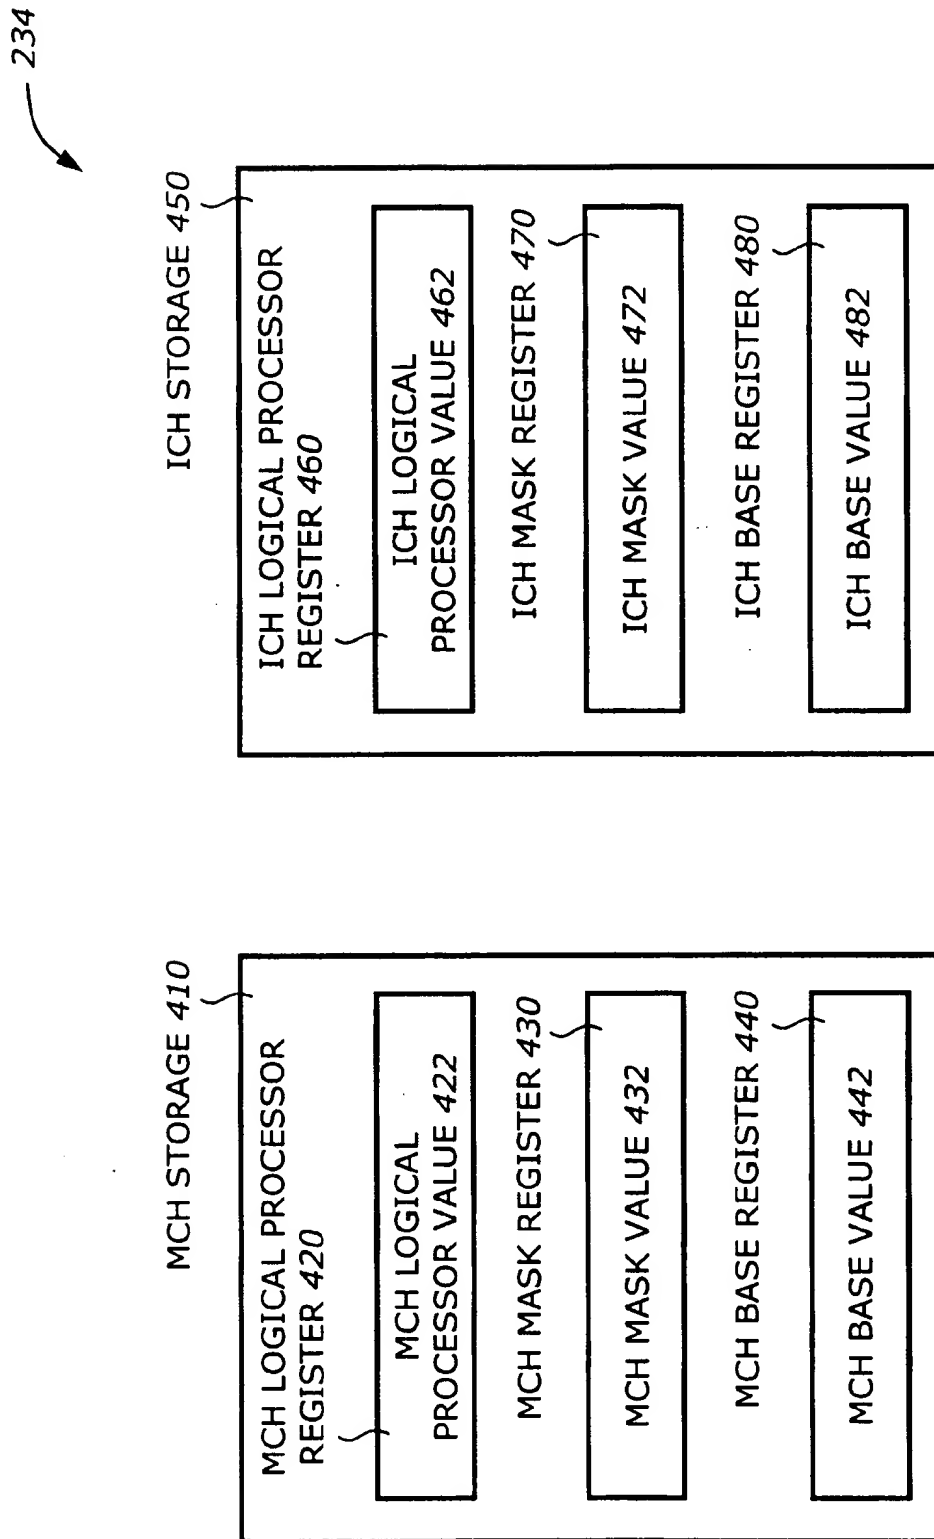 234
MCH STORAGE 410
MCH LOGICAL PROCESSOR
REGISTER 420
MCH LOGICAL
PROCESSOR VALUE 422
MCH MASK REGISTER 430
MCH MASK VALUE 432
MCH BASE REGISTER 440
MCH BASE VALUE 442
ICH STORAGE 450
ICH LOGICAL PROCESSOR
REGISTER 460
ICH LOGICAL
PROCESSOR VALUE 462
ICH MASK REGISTER 470
ICH MASK VALUE 472
ICH BASE REGISTER 480
ICH BASE VALUE 482